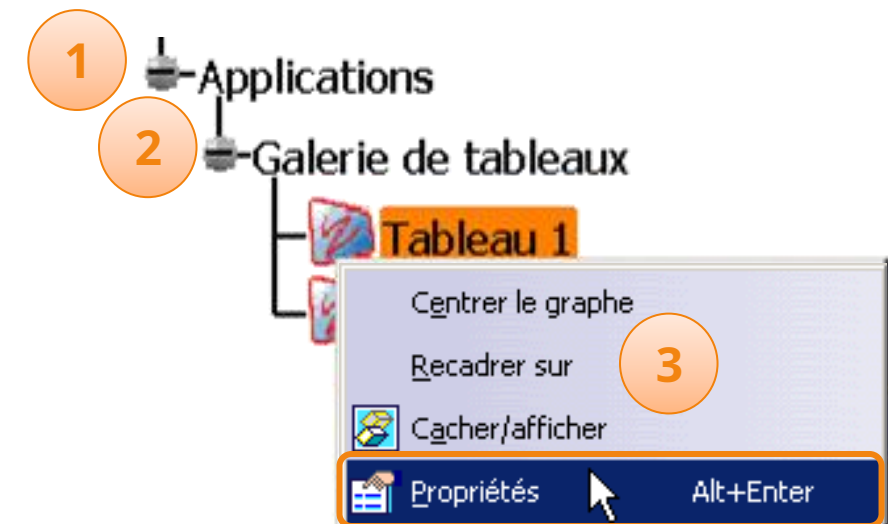 1
Applications
2
Galerie de tableaux
Tableau 1
Centrer le graphe
Recadrer sur
3
Cacher/afficher
Propriétés Alt+Enter